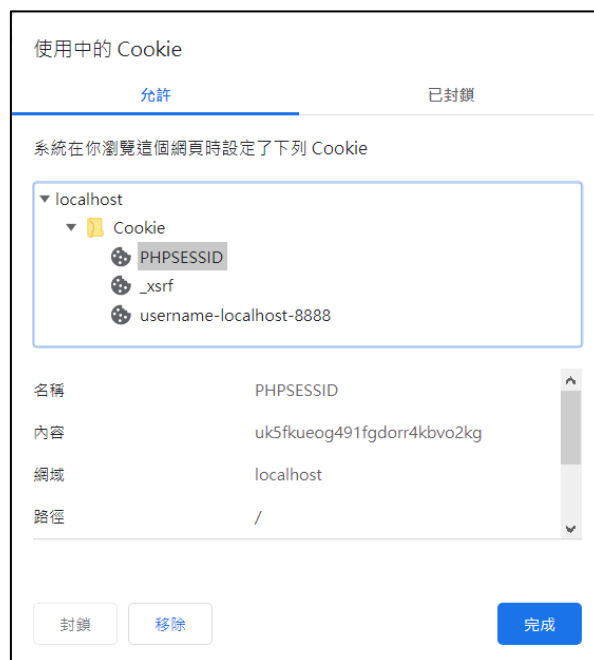 使用中的 Cookie
允許 已封鎖
系統在你瀏覽這個網頁時設定了下列 Cookie
localhost
Cookie
PHPSESSID
_xsrf
username-localhost-8888
名稱 PHPSESSID
內容 uk5fkueog491fgdorr4kbvo2kg
網域 localhost
路徑 /
封鎖 移除 完成